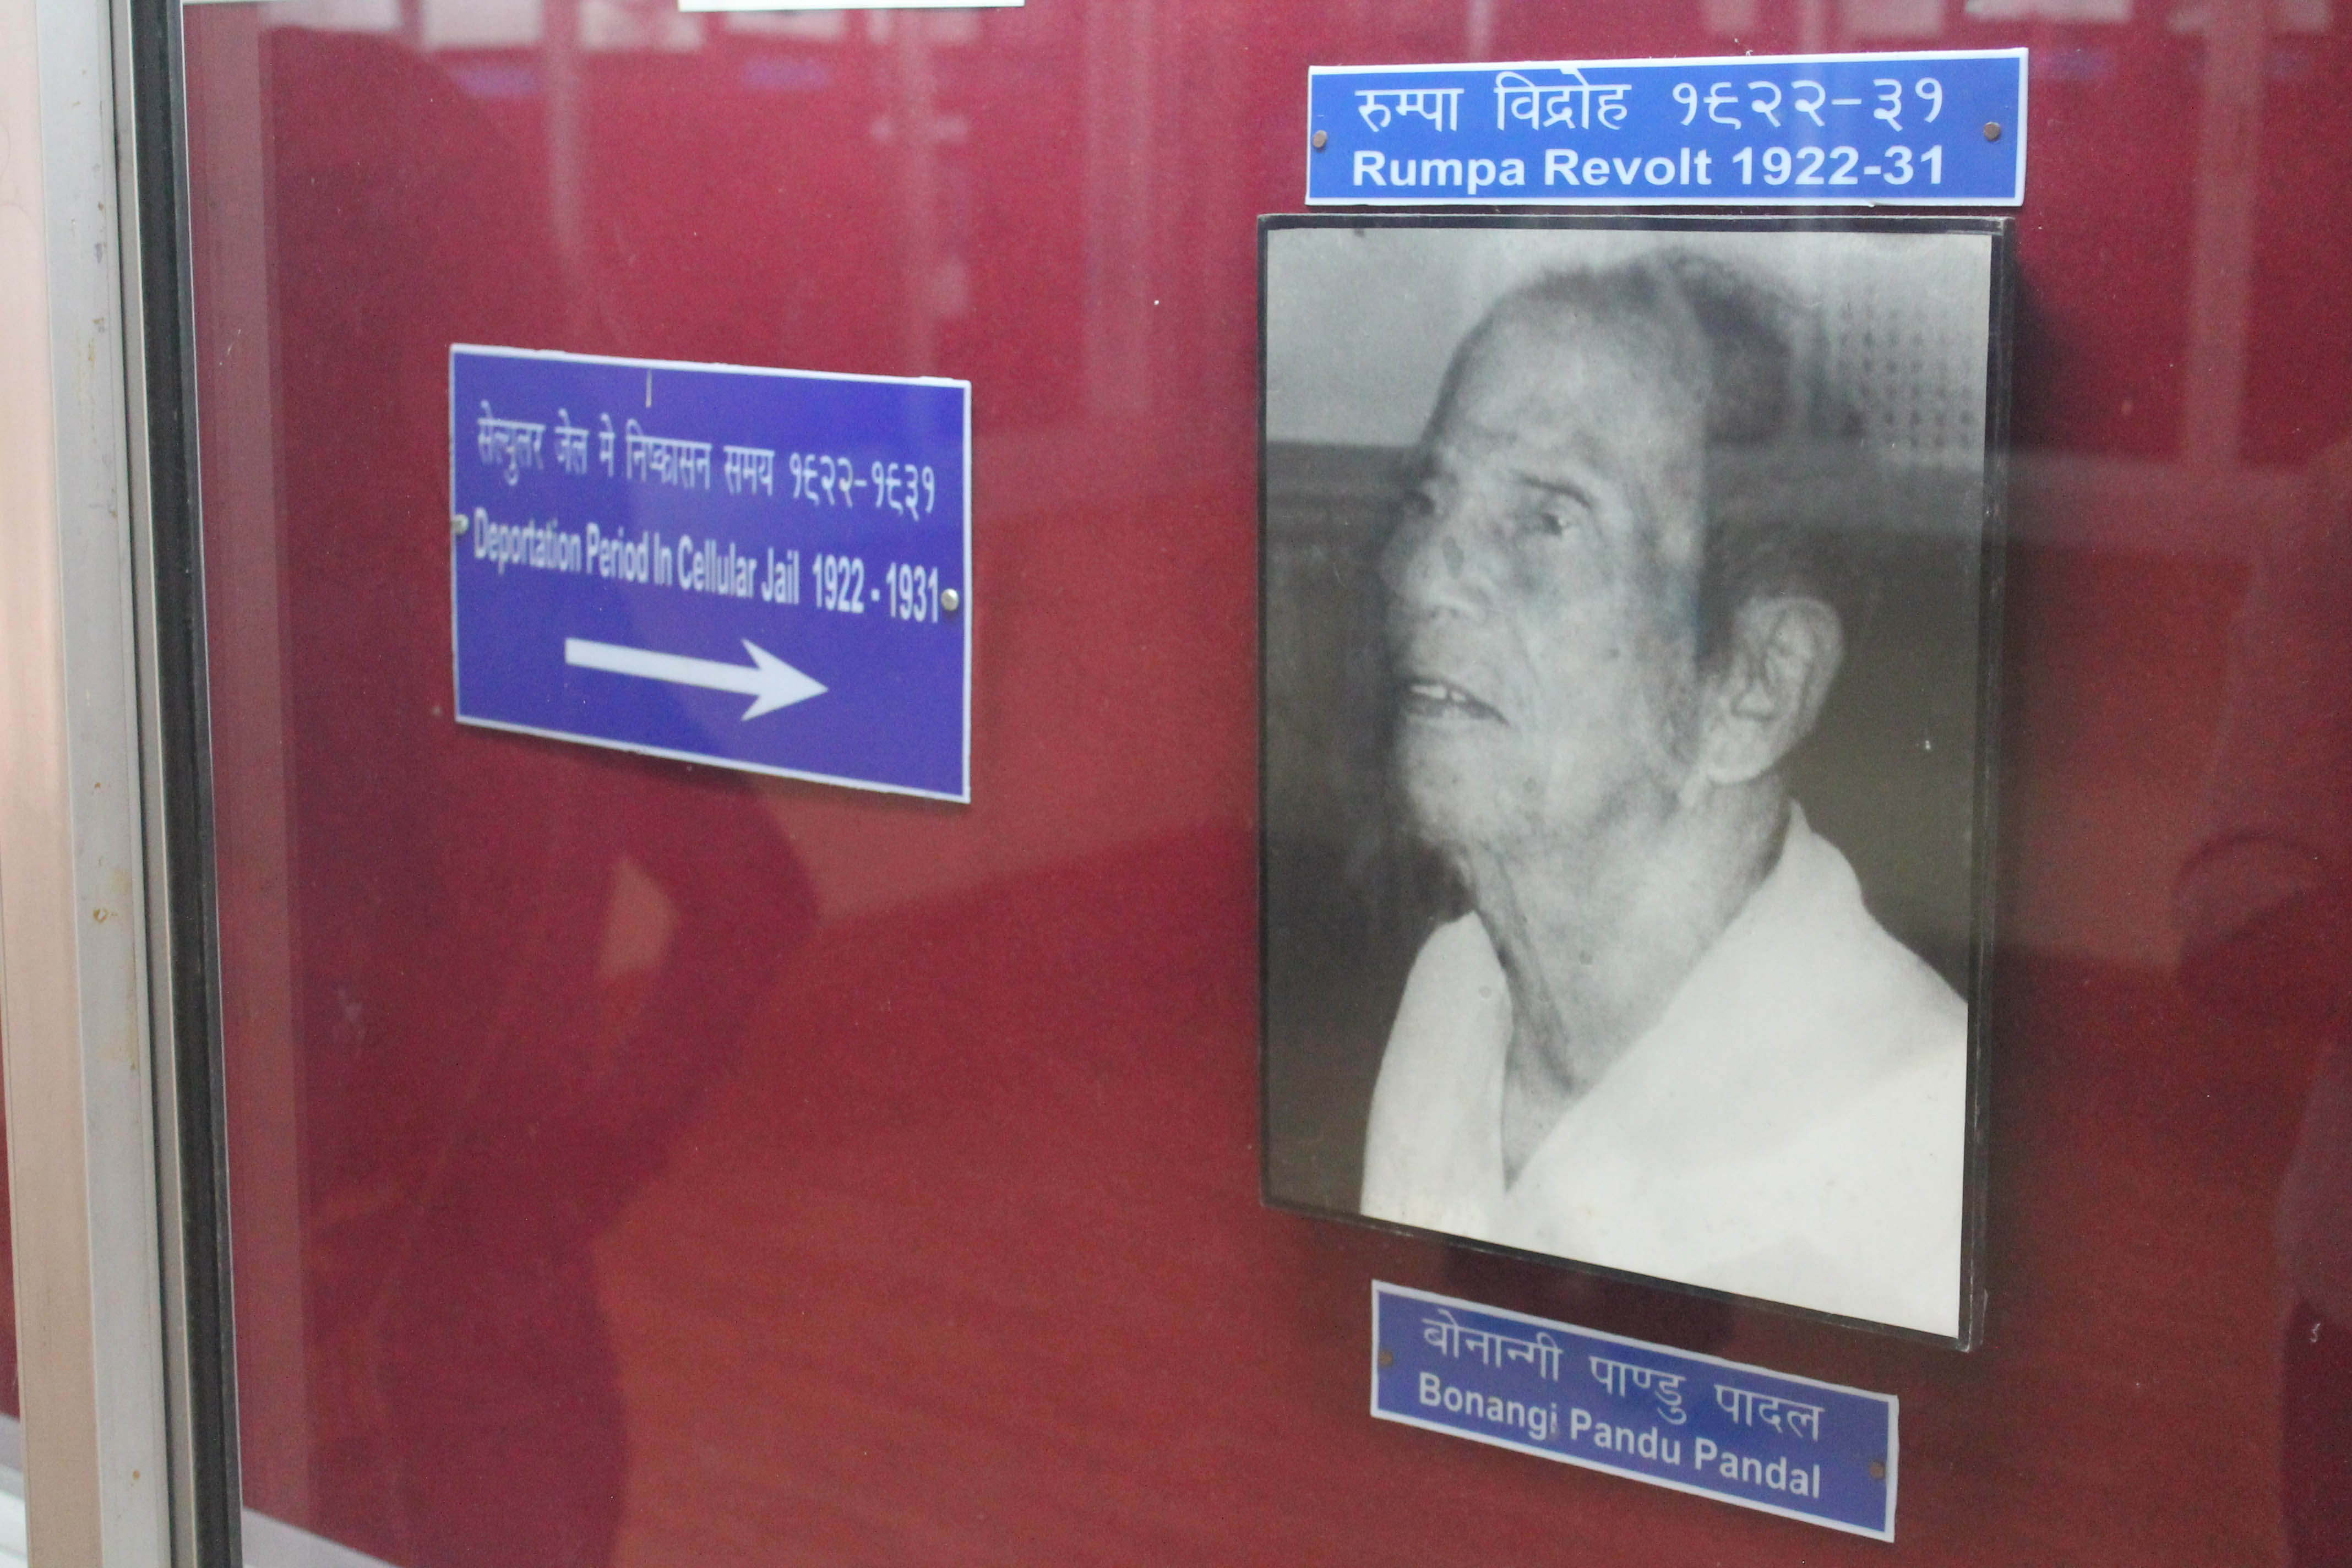 रुम्पा विद्रोह १९२२-३१
Rumpa Revolt 1922-31
सेल्युलर जेल मे निष्कासन समय १९२२-१९३१
Deportation Period In Cellular Jail 1922 - 1931
बोनान्गी पाण्डु पादल
Bonangi Pandu Pandal